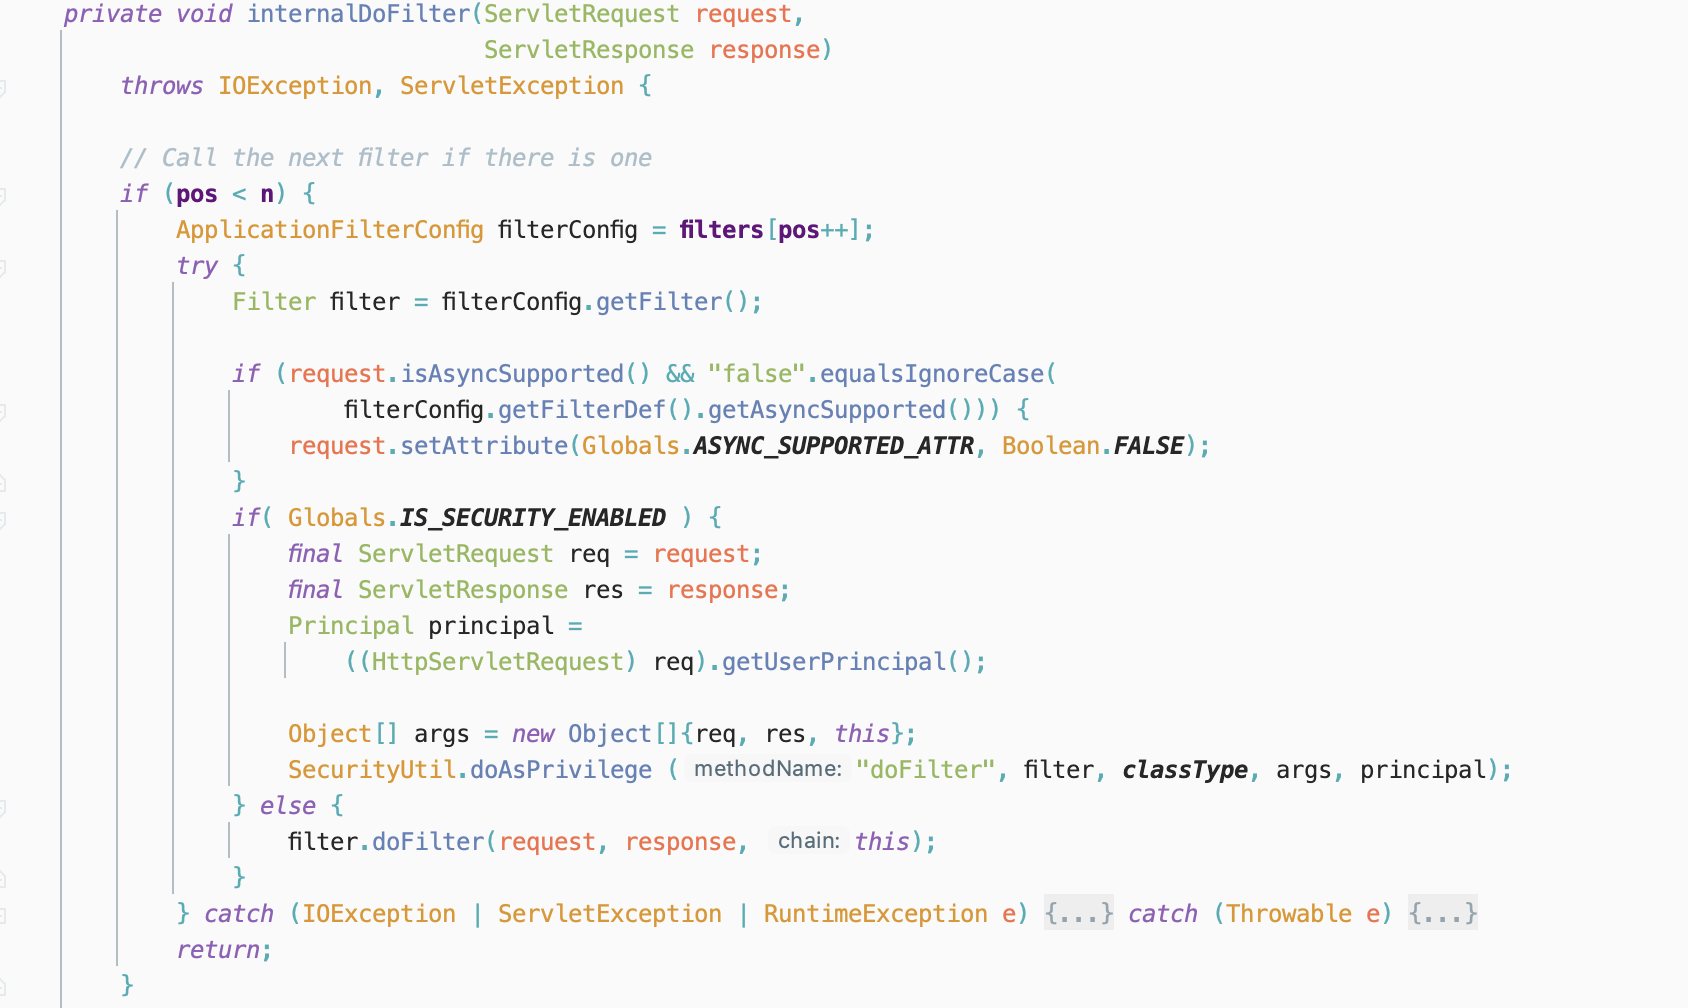 private void internalDoFilter(ServletRequest request,
                              ServletResponse response)
    throws IOException, ServletException {

    // Call the next filter if there is one
    if (pos < n) {
        ApplicationFilterConfig filterConfig = filters[pos++];
        try {
            Filter filter = filterConfig.getFilter();

            if (request.isAsyncSupported() && "false".equalsIgnoreCase(
                    filterConfig.getFilterDef().getAsyncSupported())) {
                request.setAttribute(Globals.ASYNC_SUPPORTED_ATTR, Boolean.FALSE);
            }
            if( Globals.IS_SECURITY_ENABLED ) {
                final ServletRequest req = request;
                final ServletResponse res = response;
                Principal principal =
                    ((HttpServletRequest) req).getUserPrincipal();

                Object[] args = new Object[]{req, res, this};
                SecurityUtil.doAsPrivilege ( methodName: "doFilter", filter, classType, args, principal);
            } else {
                filter.doFilter(request, response, chain: this);
            }
        } catch (IOException | ServletException | RuntimeException e) {...} catch (Throwable e) {...}
        return;
    }